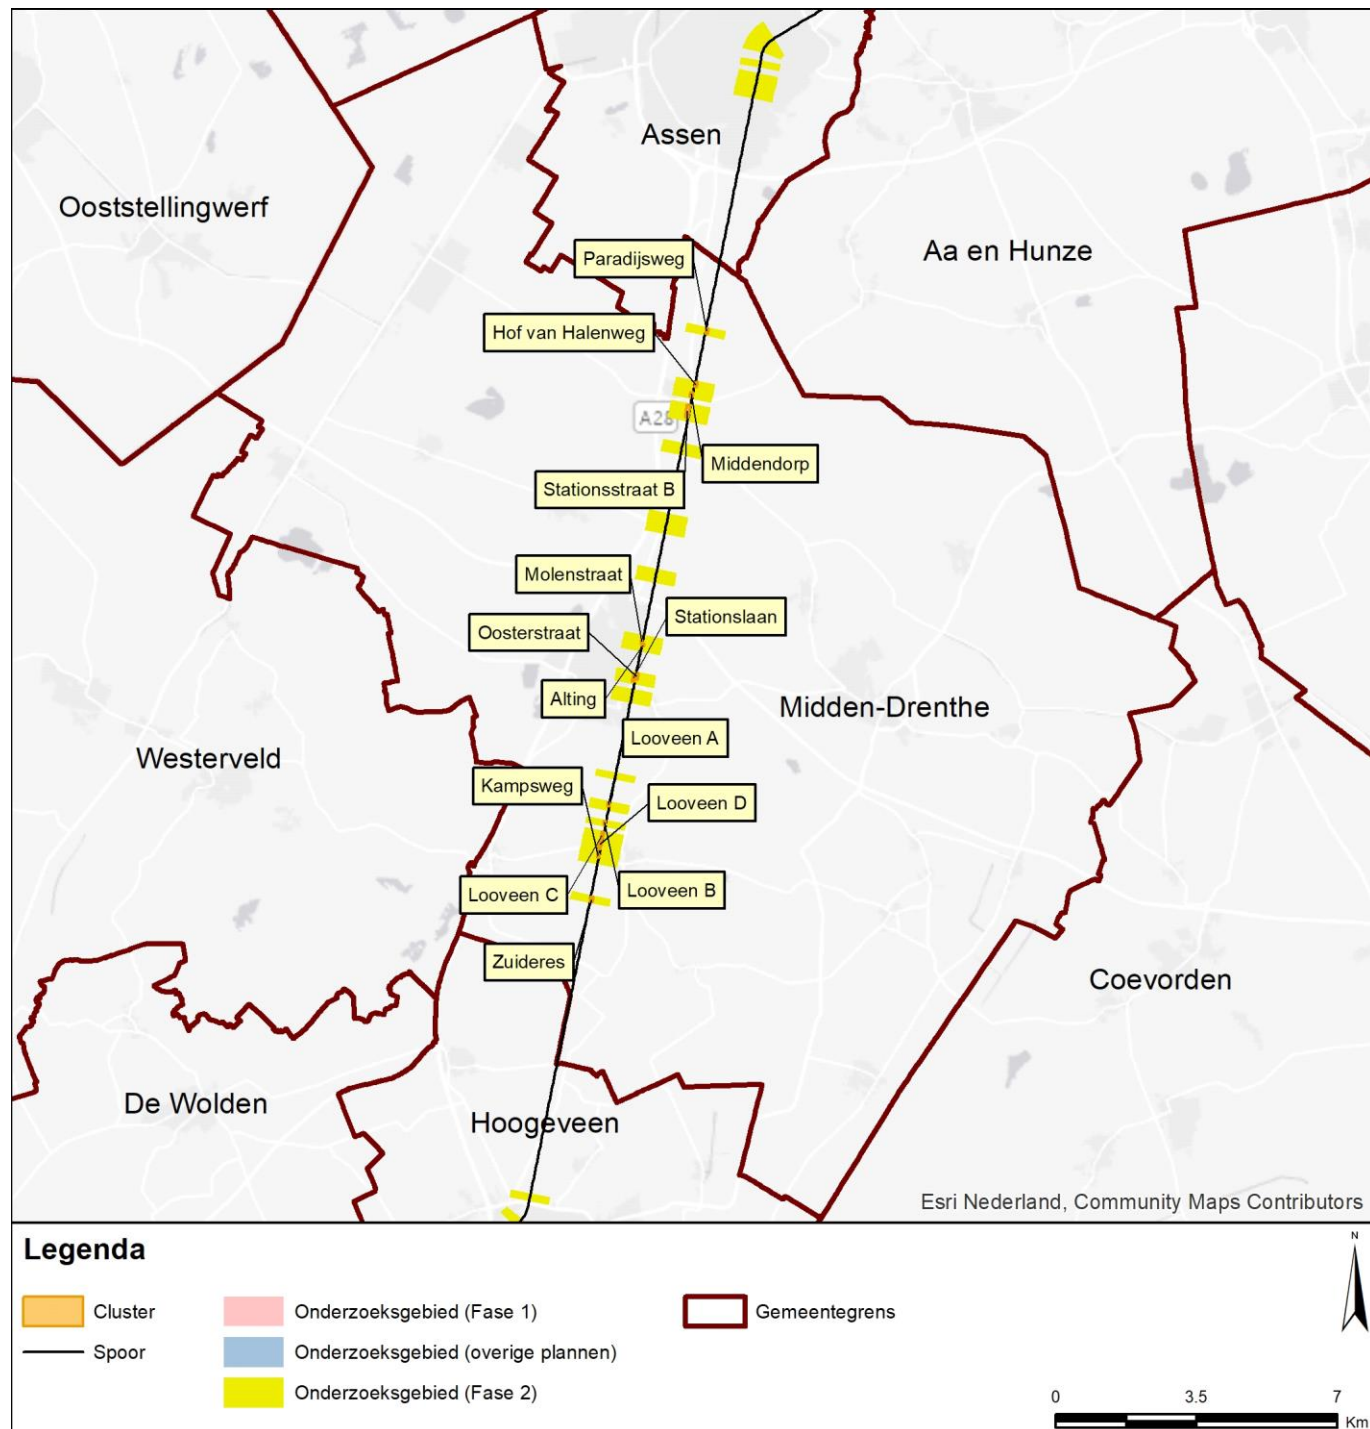 Assen
Ooststellingwerf
Aa en Hunze
Paradijsweg
Hof van Halenweg
A28
Middendorp
Stationsstraat B
Molenstraat
Stationslaan
Oosterstraat
Alting
Midden-Drenthe
Looveen A
Westerveld
Kampsweg
Looveen D
Looveen C
Looveen B
Zuideres
Coevorden
De Wolden
Hoogeveen
Esri Nederland, Community Maps Contributors
Legenda
N
Cluster
Onderzoeksgebied (Fase 1)
Gemeentegrens
Spoor
Onderzoeksgebied (overige plannen)
Onderzoeksgebied (Fase 2)
0 3.5 7
Km